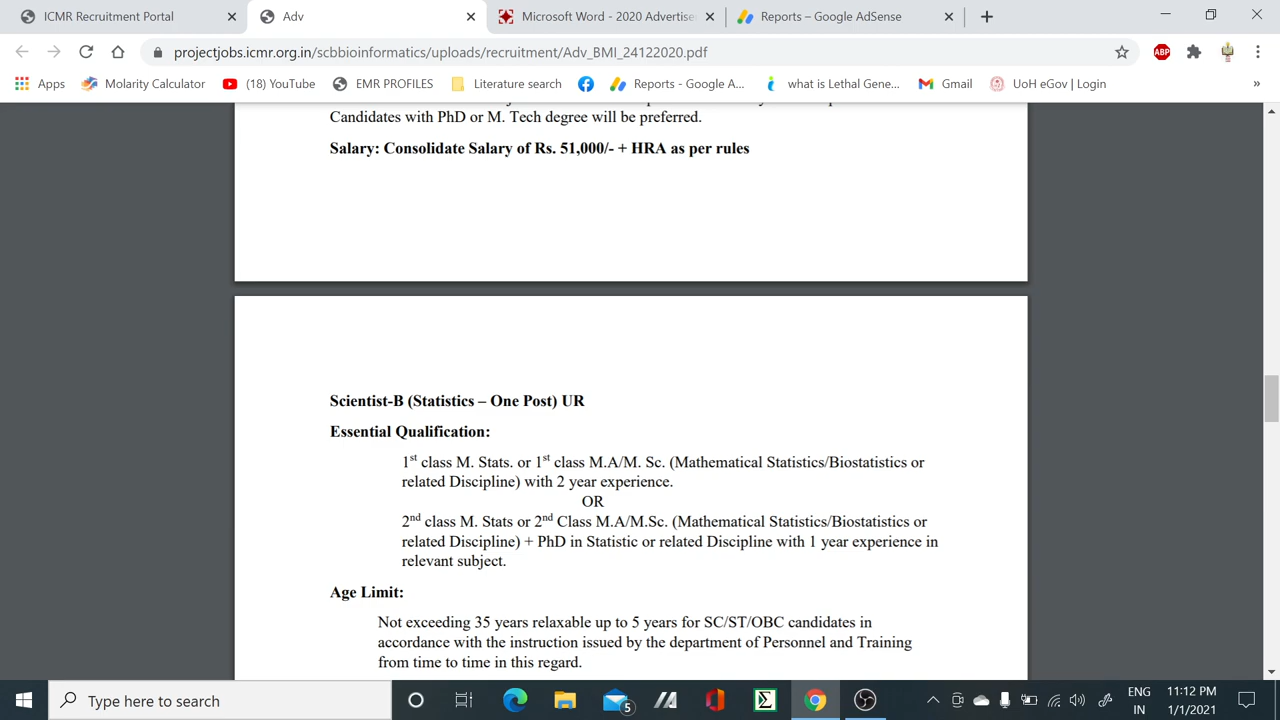 ICMR Recruitment Portal
Adv
Microsoft Word - 2020 Advertise
Reports – Google AdSense
projectjobs.icmr.org.in/scbbioinformatics/uploads/recruitment/Adv_BMI_24122020.pdf
ABP
Apps
Molarity Calculator
(18) YouTube
EMR PROFILES
Literature search
Reports - Google A...
what is Lethal Gene...
Gmail
UoH eGov | Login
»
Candidates with PhD or M. Tech degree will be preferred.
Salary: Consolidate Salary of Rs. 51,000/- + HRA as per rules
Scientist-B (Statistics – One Post) UR
Essential Qualification:
1st class M. Stats. or 1st class M.A/M. Sc. (Mathematical Statistics/Biostatistics or
related Discipline) with 2 year experience.
OR
2nd class M. Stats or 2nd Class M.A/M.Sc. (Mathematical Statistics/Biostatistics or
related Discipline) + PhD in Statistic or related Discipline with 1 year experience in
relevant subject.
Age Limit:
Not exceeding 35 years relaxable up to 5 years for SC/ST/OBC candidates in
accordance with the instruction issued by the department of Personnel and Training
from time to time in this regard.
Type here to search
5
ENG
IN
11:12 PM
1/1/2021